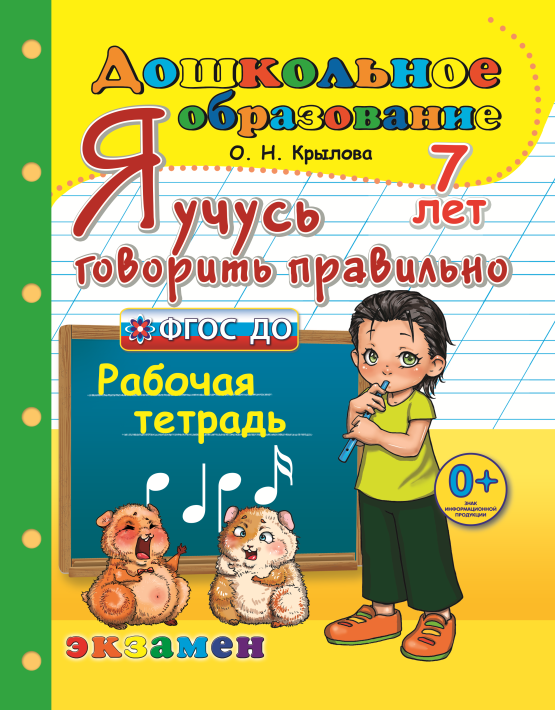 Дошкольное
образование
О. Н. Крылова
7
лет
Я учусь
говорить правильно
ФГОС ДО
Рабочая
тетрадь
0+
ЗНАК
ИНФОРМАЦИОННОЙ
ПРОДУКЦИИ
экзамен